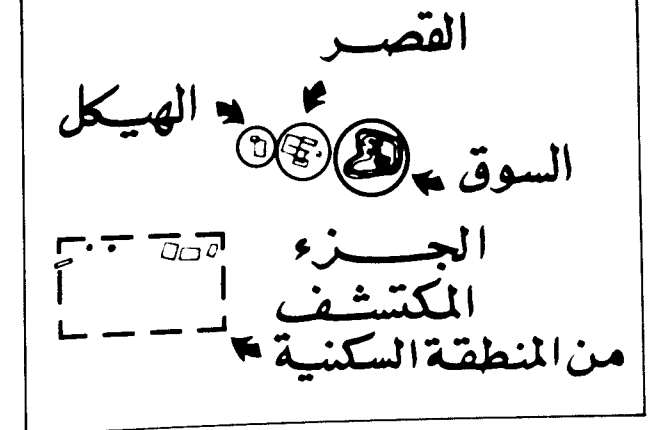 القصر
الهيكل
السوق
الجزء
المكتشف
من المنطقة السكنية